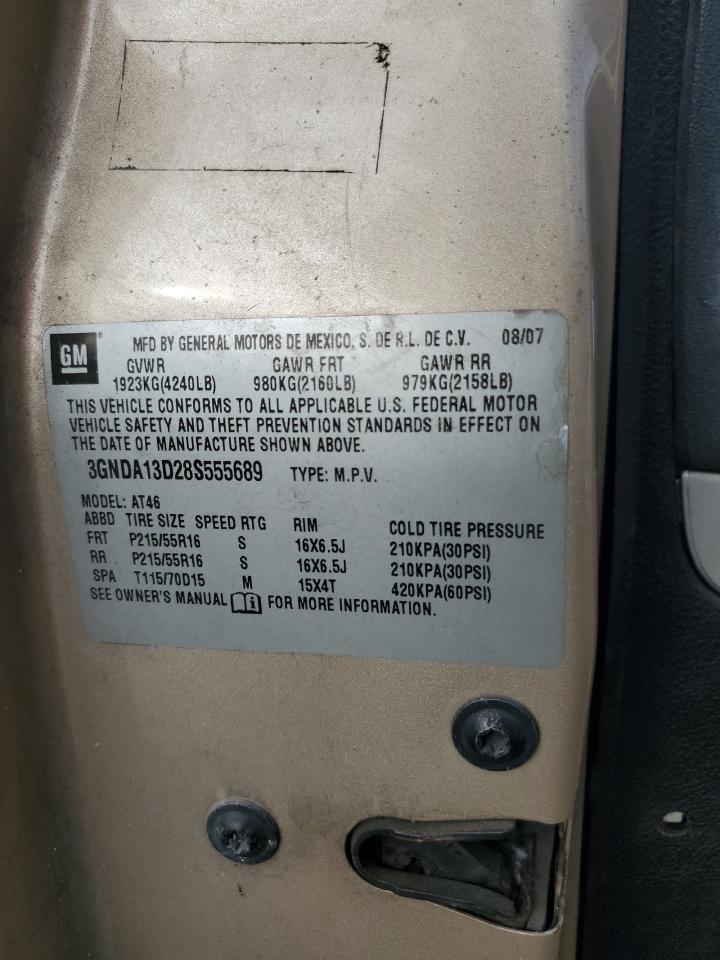 GM
MFD BY GENERAL MOTORS DE MEXICO, S. DE R.L. DE C.V. 08/07
GVWR GAWR FRT GAWR RR
1923KG(4240LB) 980KG(2160LB) 979KG(2158LB)
THIS VEHICLE CONFORMS TO ALL APPLICABLE U.S. FEDERAL MOTOR
VEHICLE SAFETY AND THEFT PREVENTION STANDARDS IN EFFECT ON
THE DATE OF MANUFACTURE SHOWN ABOVE.
3GNDA13D28S555689 TYPE: M.P.V.
MODEL: AT46
ABBD TIRE SIZE SPEED RTG RIM COLD TIRE PRESSURE
FRT P215/55R16 S 16X6.5J 210KPA(30PSI)
RR P215/55R16 S 16X6.5J 210KPA(30PSI)
SPA T115/70D15 M 15X4T 420KPA(60PSI)
SEE OWNER'S MANUAL FOR MORE INFORMATION.